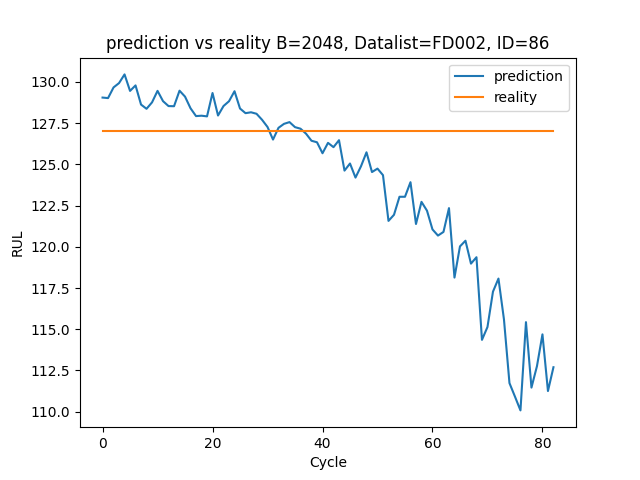 prediction vs reality B=2048, Datalist=FD002, ID=86
prediction
reality
130.0
127.5
125.0
122.5
120.0
117.5
115.0
112.5
110.0
RUL
0 20 40 60 80
Cycle